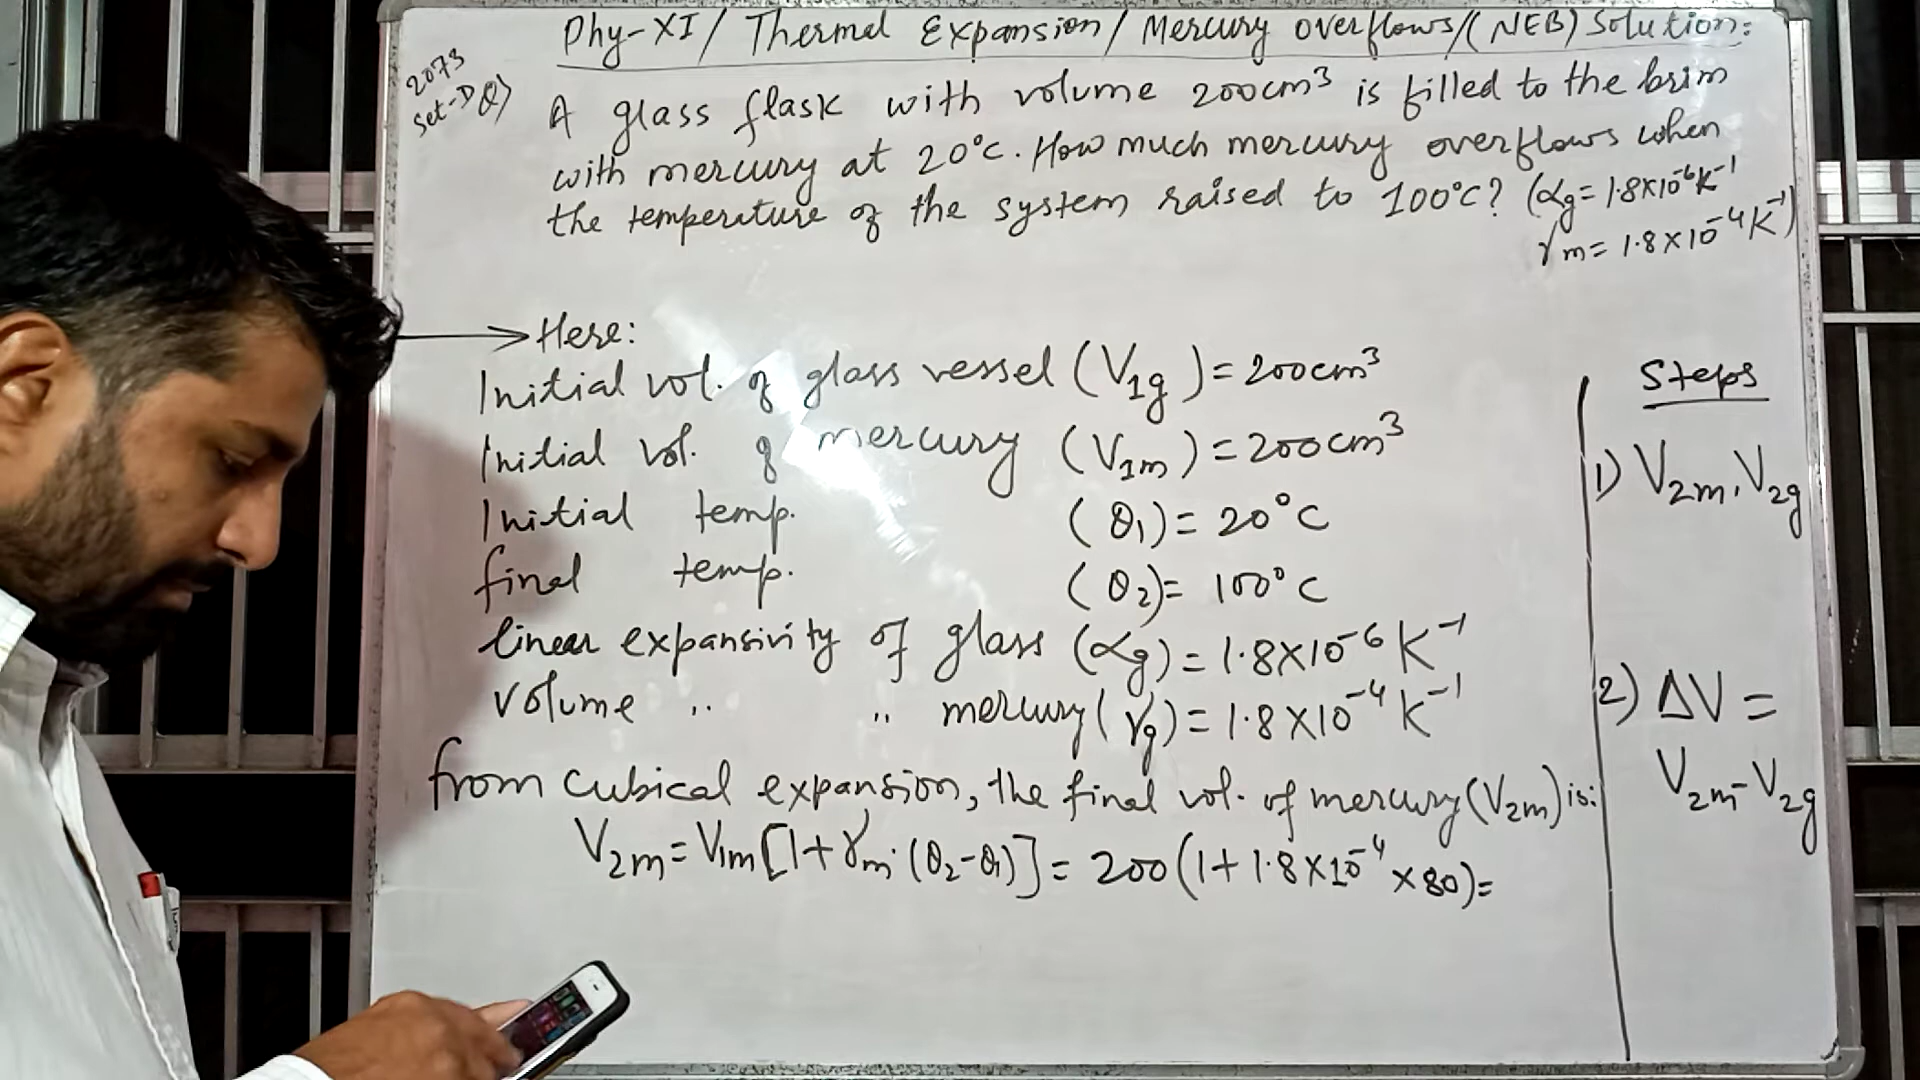 Phy-XI/ Thermal Expansion/ Mercury overflows/(NEB) Solution:
2073
Set-D Q)
A glass flask with volume 200cm³ is filled to the brim
with mercury at 20°c. How much mercury overflows when
the temperature of the system raised to 100°c? (αg= 1.8×10⁻⁶K⁻¹
γm= 1.8×10⁻⁴K⁻¹)
Here:
Initial vol. of glass vessel (V1g)= 200cm³
Initial vol. of mercury (V1m)= 200cm³
Initial temp. (θ1)= 20°C
final temp. (θ2)= 100°C
linear expansivity of glass (αg)= 1.8×10⁻⁶ K⁻¹
volume ,, ,, mercury(γg)= 1.8×10⁻⁴ K⁻¹
from cubical expansion, the final vol. of mercury(V2m) is:
V2m= V1m[1+γm.(θ2-θ1)]= 200(1+1.8×10⁻⁴×80)=
Steps
1) V2m, V2g
2) ΔV =
V2m-V2g